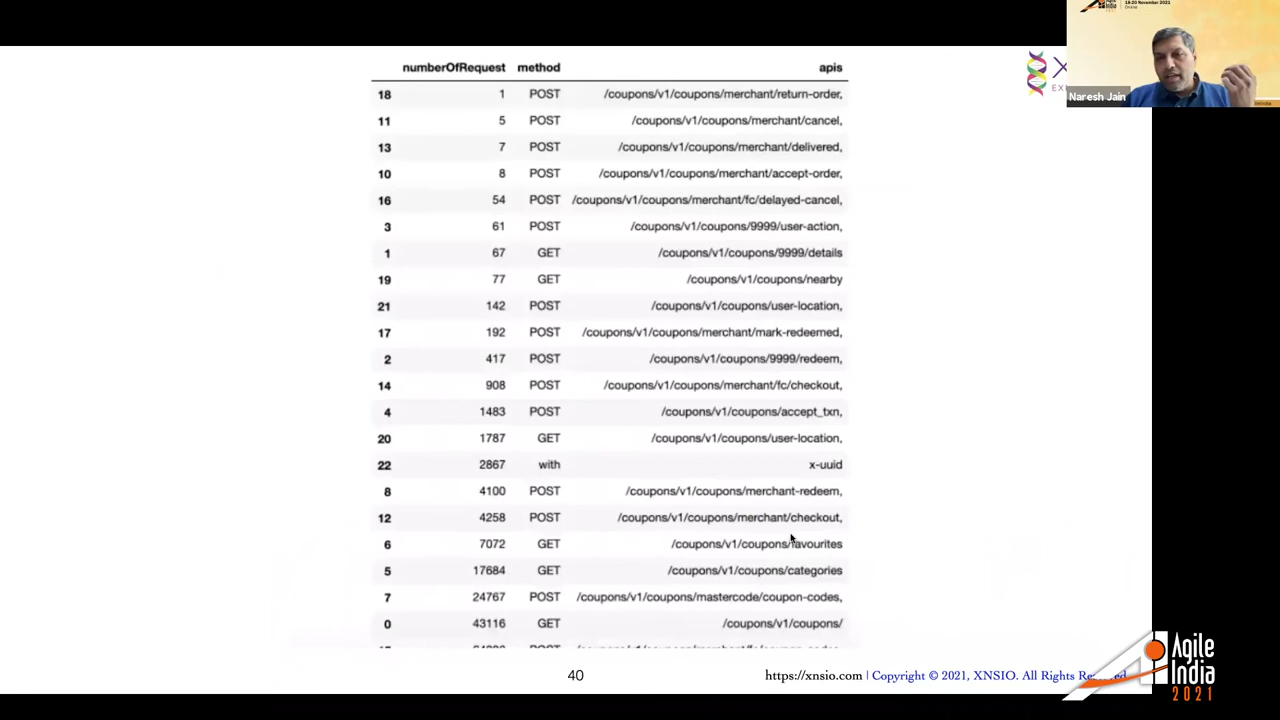 Agile India 2021
18-20 November 2021
Online
Naresh Jain
numberOfRequest method apis
18 1 POST /coupons/v1/coupons/merchant/return-order,
11 5 POST /coupons/v1/coupons/merchant/cancel,
13 7 POST /coupons/v1/coupons/merchant/delivered,
10 8 POST /coupons/v1/coupons/merchant/accept-order,
16 54 POST /coupons/v1/coupons/merchant/fc/delayed-cancel,
3 61 POST /coupons/v1/coupons/9999/user-action,
1 67 GET /coupons/v1/coupons/9999/details
19 77 GET /coupons/v1/coupons/nearby
21 142 POST /coupons/v1/coupons/user-location,
17 192 POST /coupons/v1/coupons/merchant/mark-redeemed,
2 417 POST /coupons/v1/coupons/9999/redeem,
14 908 POST /coupons/v1/coupons/merchant/fc/checkout,
4 1483 POST /coupons/v1/coupons/accept_txn,
20 1787 GET /coupons/v1/coupons/user-location,
22 2867 with x-uuid
8 4100 POST /coupons/v1/coupons/merchant-redeem,
12 4258 POST /coupons/v1/coupons/merchant/checkout,
6 7072 GET /coupons/v1/coupons/favourites
5 17684 GET /coupons/v1/coupons/categories
7 24767 POST /coupons/v1/coupons/mastercode/coupon-codes,
0 43116 GET /coupons/v1/coupons/
40 https://xnsio.com | Copyright © 2021, XNSIO. All Rights
Agile
India
2021